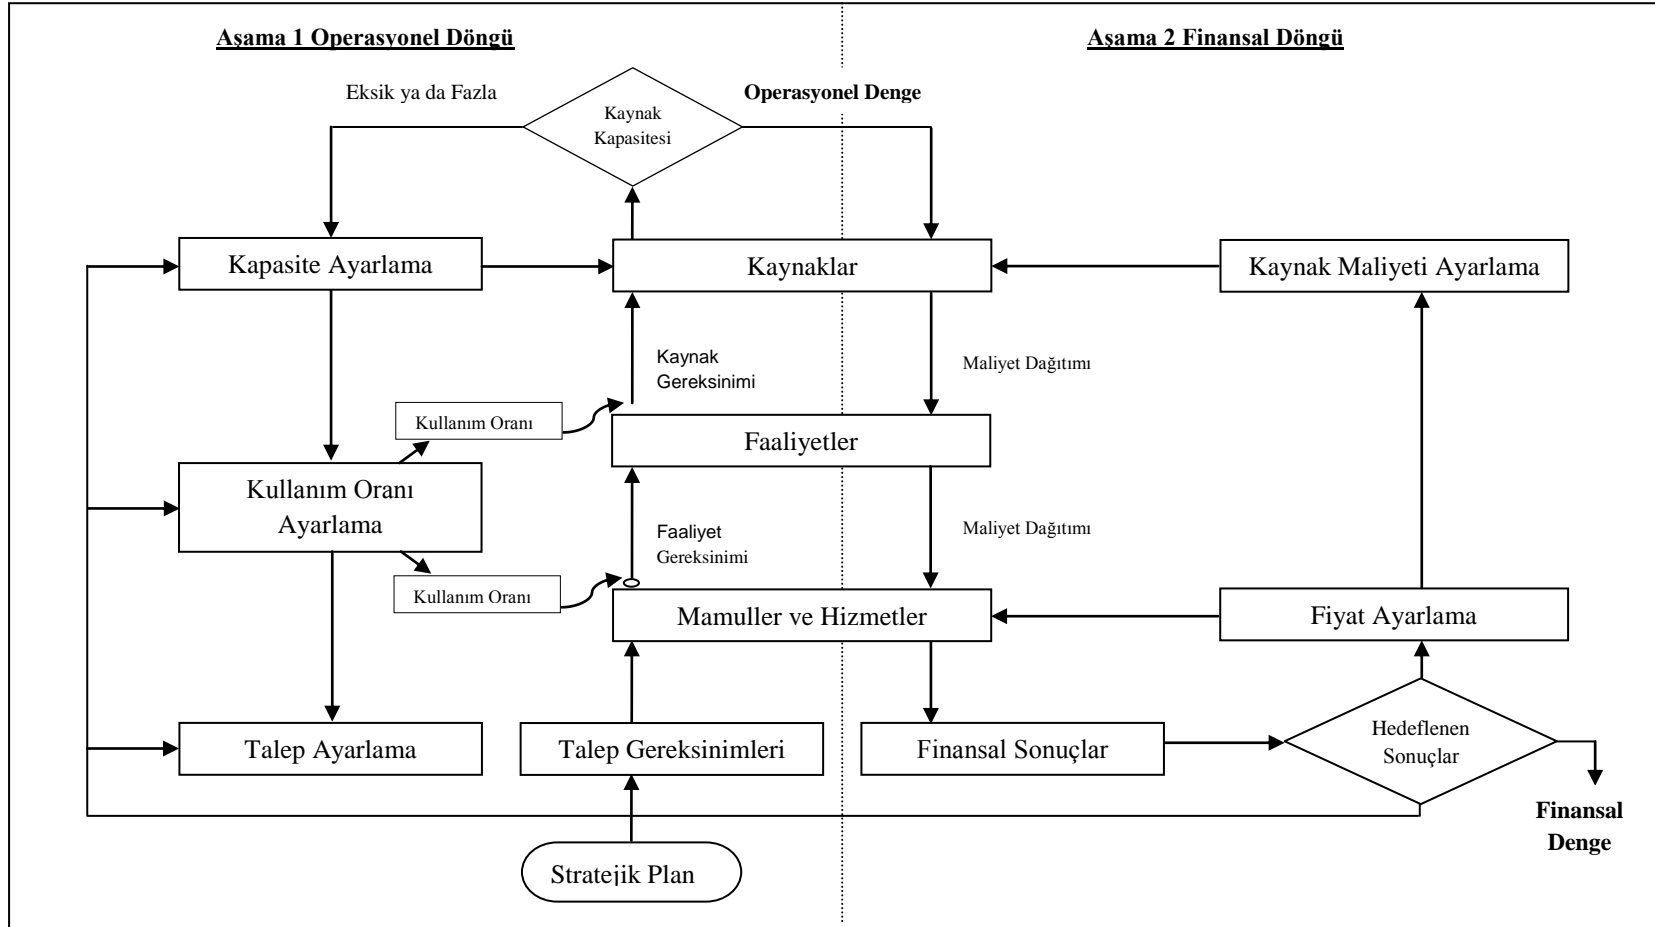 Aşama 1 Operasyonel Döngü
Aşama 2 Finansal Döngü
Eksik ya da Fazla
Operasyonel Denge
Kaynak
Kapasitesi
Kapasite Ayarlama
Kaynaklar
Kaynak Maliyeti Ayarlama
Kaynak
Gereksinimi
Maliyet Dağıtımı
Kullanım Oranı
Faaliyetler
Kullanım Oranı
Ayarlama
Faaliyet
Gereksinimi
Maliyet Dağıtımı
Kullanım Oranı
Mamuller ve Hizmetler
Fiyat Ayarlama
Talep Ayarlama
Talep Gereksinimleri
Finansal Sonuçlar
Hedeflenen
Sonuçlar
Finansal
Denge
Stratejik Plan